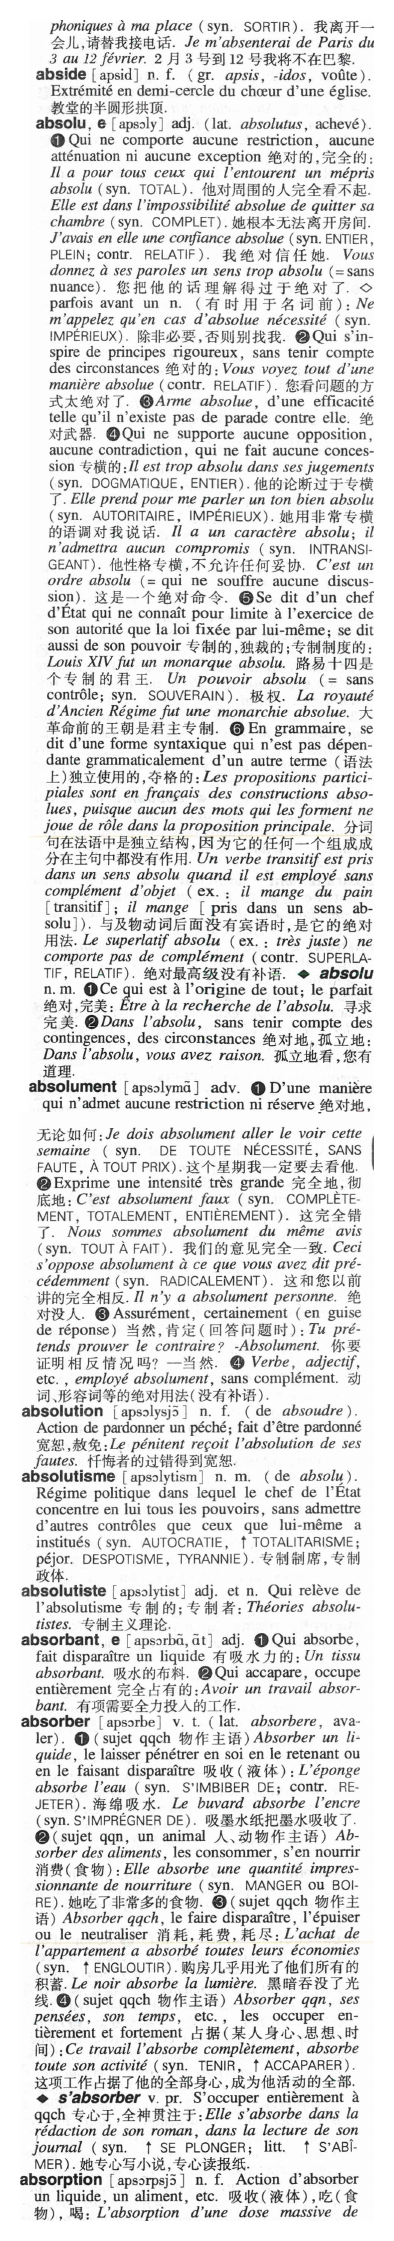 phoniques à ma place (syn. SORTIR). 我离开一
会儿,请替我接电话. Je m'absenterai de Paris du
3 au 12 février. 2 月 3 号到 12 号我将不在巴黎.
abside [apsid] n. f. (gr. apsis, -idos, voûte).
Extrémité en demi-cercle du chœur d'une église.
教堂的半圆形拱顶.
absolu, e [apsɔly] adj. (lat. absolutus, achevé).
❶Qui ne comporte aucune restriction, aucune
atténuation ni aucune exception 绝对的,完全的:
Il a pour tous ceux qui l'entourent un mépris
absolu (syn. TOTAL). 他对周围的人完全看不起.
Elle est dans l'impossibilité absolue de quitter sa
chambre (syn. COMPLET). 她根本无法离开房间.
J'avais en elle une confiance absolue (syn. ENTIER,
PLEIN; contr. RELATIF). 我绝对信任她. Vous
donnez à ses paroles un sens trop absolu (=sans
nuance). 您把他的话理解得过于绝对了. ◇
parfois avant un n. (有时用于名词前): Ne
m'appelez qu'en cas d'absolue nécessité (syn.
IMPÉRIEUX). 除非必要,否则别找我. ❷Qui s'in-
spire de principes rigoureux, sans tenir compte
des circonstances 绝对的: Vous voyez tout d'une
manière absolue (contr. RELATIF). 您看问题的方
式太绝对了. ❸Arme absolue, d'une efficacité
telle qu'il n'existe pas de parade contre elle. 绝
对武器. ❹Qui ne supporte aucune opposition,
aucune contradiction, qui ne fait aucune conces-
sion 专横的:Il est trop absolu dans ses jugements
(syn. DOGMATIQUE, ENTIER). 他的论断过于专横
了. Elle prend pour me parler un ton bien absolu
(syn. AUTORITAIRE, IMPÉRIEUX). 她用非常专横
的语调对我说话. Il a un caractère absolu; il
n'admettra aucun compromis (syn. INTRANSI-
GEANT). 他性格专横,不允许任何妥协. C'est un
ordre absolu (= qui ne souffre aucune discus-
sion). 这是一个绝对命令. ❺Se dit d'un chef
d'État qui ne connaît pour limite à l'exercice de
son autorité que la loi fixée par lui-même; se dit
aussi de son pouvoir 专制的,独裁的;专制制度的:
Louis XIV fut un monarque absolu. 路易十四是
个专制的君王. Un pouvoir absolu (= sans
contrôle; syn. SOUVERAIN). 极权. La royauté
d'Ancien Régime fut une monarchie absolue. 大
革命前的王朝是君主专制. ❻En grammaire, se
dit d'une forme syntaxique qui n'est pas dépen-
dante grammaticalement d'un autre terme (语法
上)独立使用的,夺格的: Les propositions partici-
piales sont en français des constructions abso-
lues, puisque aucun des mots qui les forment ne
joue de rôle dans la proposition principale. 分词
句在法语中是独立结构,因为它的任何一个组成成
分在主句中都没有作用. Un verbe transitif est pris
dans un sens absolu quand il est employé sans
complément d'objet (ex.: il mange du pain
[transitif]; il mange [pris dans un sens ab-
solu]). 与及物动词后面没有宾语时,是它的绝对
用法. Le superlatif absolu (ex.: très juste) ne
comporte pas de complément (contr. SUPERLA-
TIF, RELATIF). 绝对最高级没有补语. ◆ absolu
n. m. ❶Ce qui est à l'origine de tout; le parfait
绝对,完美: Être à la recherche de l'absolu. 寻求
完美. ❷Dans l'absolu, sans tenir compte des
contingences, des circonstances 绝对地,孤立地:
Dans l'absolu, vous avez raison. 孤立地看,您有
道理.
absolument [apsɔlymɑ̃] adv. ❶D'une manière
qui n'admet aucune restriction ni réserve 绝对地,
无论如何: Je dois absolument aller le voir cette
semaine (syn. DE TOUTE NÉCESSITÉ, SANS
FAUTE, À TOUT PRIX). 这个星期我一定要去看他.
❷Exprime une intensité très grande 完全地,彻
底地: C'est absolument faux (syn. COMPLÈTE-
MENT, TOTALEMENT, ENTIÈREMENT). 这完全错
了. Nous sommes absolument du même avis
(syn. TOUT À FAIT). 我们的意见完全一致. Ceci
s'oppose absolument à ce que vous avez dit pré-
cédemment (syn. RADICALEMENT). 这和您以前
讲的完全相反. Il n'y a absolument personne. 绝
对没人. ❸Assurément, certainement (en guise
de réponse) 当然,肯定(回答问题时): Tu pré-
tends prouver le contraire? -Absolument. 你要
证明相反情况吗? —当然. ❹Verbe, adjectif,
etc., employé absolument, sans complément. 动
词、形容词等的绝对用法(没有补语).
absolution [apsɔlysjɔ̃] n. f. (de absoudre).
Action de pardonner un péché; fait d'être pardonné
宽恕,赦免: Le pénitent reçoit l'absolution de ses
fautes. 忏悔者的过错得到宽恕.
absolutisme [apsɔlytism] n. m. (de absolu).
Régime politique dans lequel le chef de l'État
concentre en lui tous les pouvoirs, sans admettre
d'autres contrôles que ceux que lui-même a
institués (syn. AUTOCRATIE, ↑TOTALITARISME;
péjor. DESPOTISME, TYRANNIE). 专制制席,专制
政体.
absolutiste [apsɔlytist] adj. et n. Qui relève de
l'absolutisme 专制的;专制者: Théories absolu-
tistes. 专制主义理论.
absorbant, e [apsɔrbɑ̃, ɑ̃t] adj. ❶Qui absorbe,
fait disparaître un liquide 有吸水力的: Un tissu
absorbant. 吸水的布料. ❷Qui accapare, occupe
entièrement 完全占有的: Avoir un travail absor-
bant. 有项需要全力投入的工作.
absorber [apsɔrbe] v. t. (lat. absorbere, ava-
ler). ❶(sujet qqch 物作主语) Absorber un li-
quide, le laisser pénétrer en soi en le retenant ou
en le faisant disparaître 吸收(液体): L'éponge
absorbe l'eau (syn. S'IMBIBER DE; contr. RE-
JETER). 海绵吸水. Le buvard absorbe l'encre
(syn. S'IMPRÉGNER DE). 吸墨水纸把墨水吸收了.
❷(sujet qqn, un animal 人、动物作主语) Ab-
sorber des aliments, les consommer, s'en nourrir
消费(食物): Elle absorbe une quantité impres-
sionnante de nourriture (syn. MANGER ou BOI-
RE). 她吃了非常多的食物. ❸(sujet qqch 物作主
语) Absorber qqch, le faire disparaître, l'épuiser
ou le neutraliser 消耗,耗费,耗尽: L'achat de
l'appartement a absorbé toutes leurs économies
(syn. ↑ENGLOUTIR). 购房几乎用光了他们所有的
积蓄. Le noir absorbe la lumière. 黑暗吞没了光
线. ❹(sujet qqch 物作主语) Absorber qqn, ses
pensées, son temps, etc., les occuper en-
tièrement et fortement 占据(某人身心、思想、时
间): Ce travail l'absorbe complètement, absorbe
toute son activité (syn. TENIR, ↑ACCAPARER).
这项工作占据了他的全部身心,成为他活动的全部.
◆ s'absorber v. pr. S'occuper entièrement à
qqch 专心于,全神贯注于: Elle s'absorbe dans la
rédaction de son roman, dans la lecture de son
journal (syn. ↑SE PLONGER; litt. ↑S'ABÎ-
MER). 她专心写小说,专心读报纸.
absorption [apsɔrpsjɔ̃] n. f. Action d'absorber
un liquide, un aliment, etc. 吸收(液体),吃(食
物), 喝: L'absorption d'une dose massive de